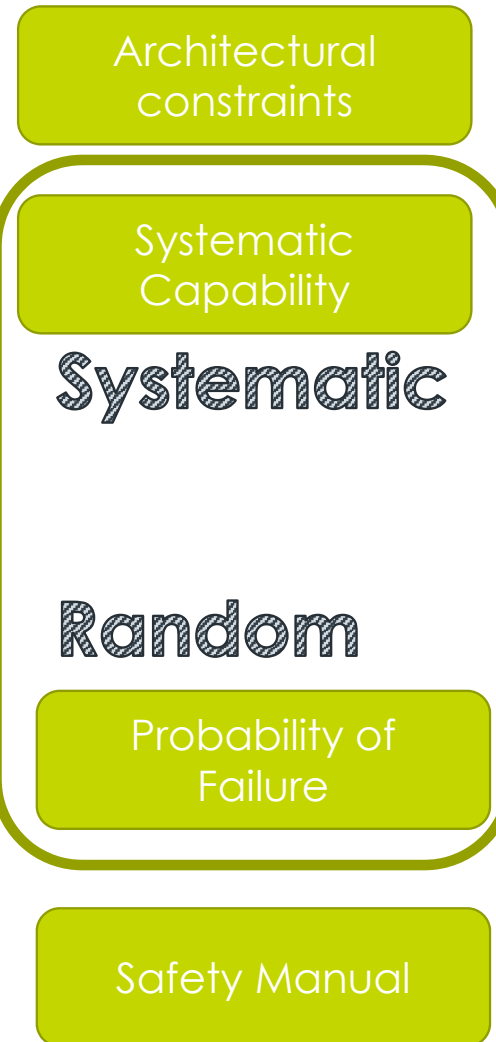 Architectural
constraints
Systematic
Capability
Systematic
Random
Probability of
Failure
Safety Manual